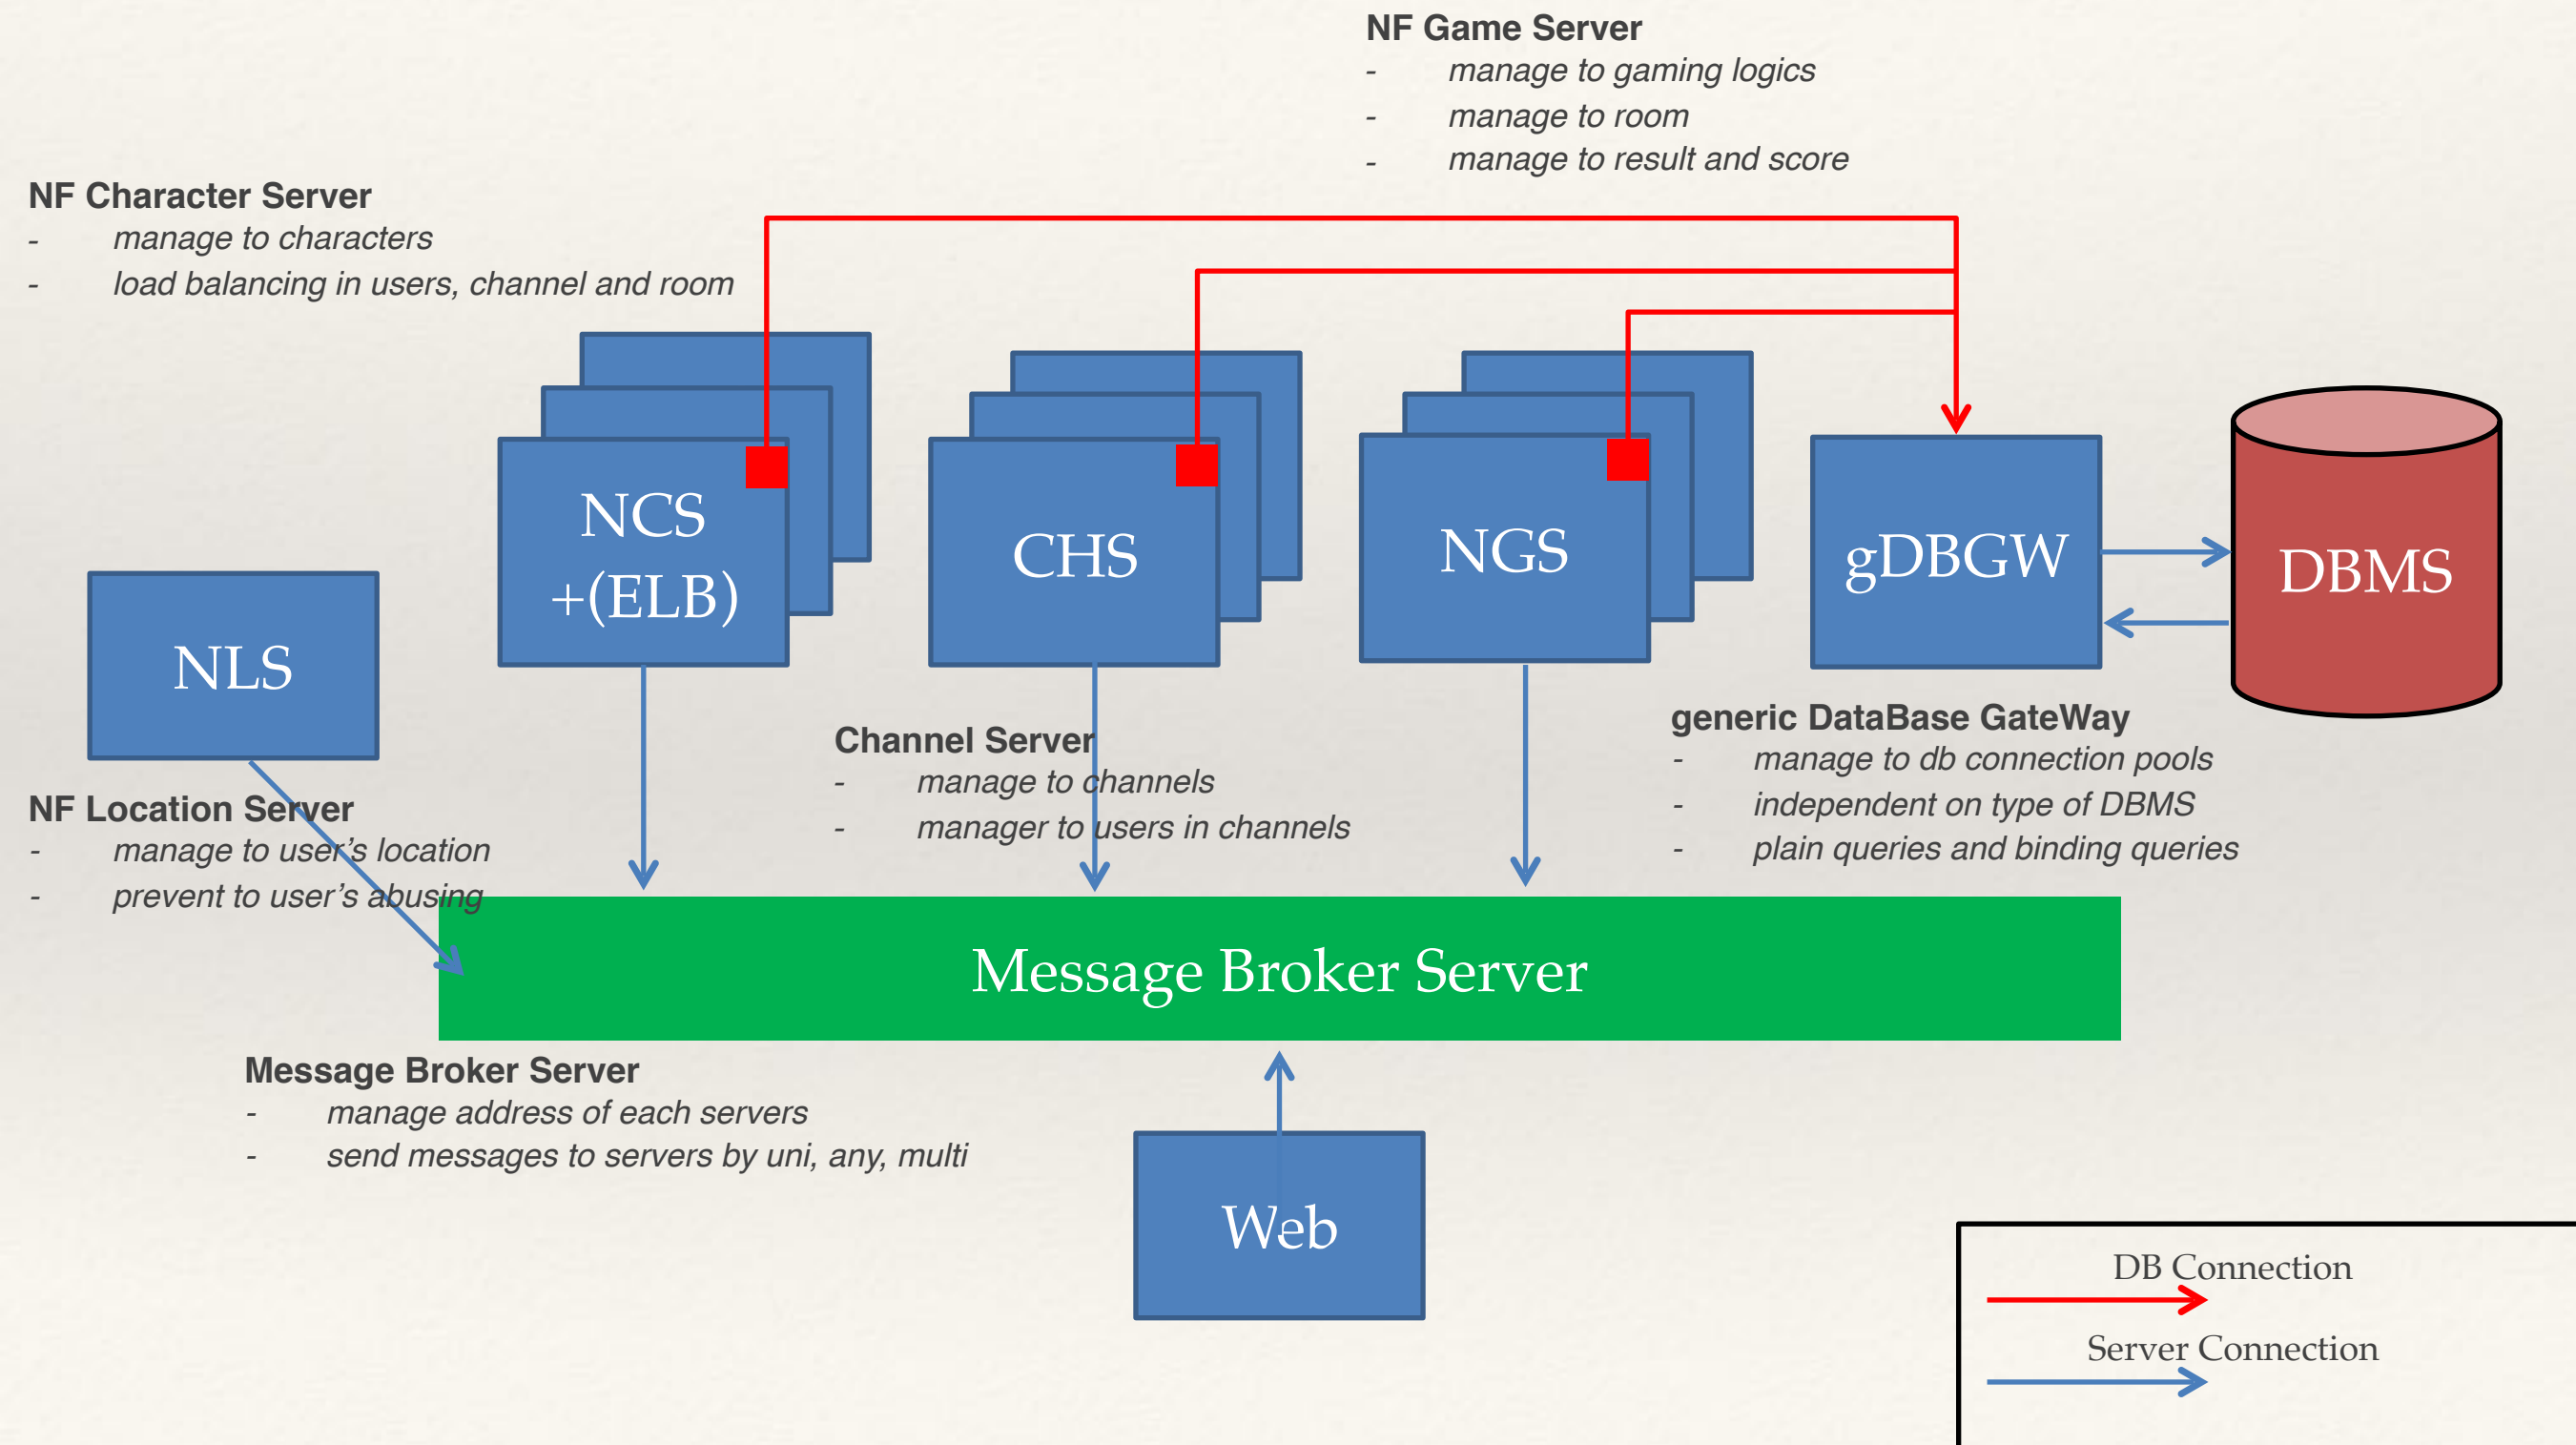 NF Game Server
- manage to gaming logics
- manage to room
- manage to result and score
NF Character Server
- manage to characters
- load balancing in users, channel and room
NCS
+(ELB)
CHS
NGS
gDBGW
DBMS
NLS
NF Location Server
- manage to user’s location
- prevent to user’s abusing
Channel Server
- manage to channels
- manager to users in channels
generic DataBase GateWay
- manage to db connection pools
- independent on type of DBMS
- plain queries and binding queries
Message Broker Server
Message Broker Server
- manage address of each servers
- send messages to servers by uni, any, multi
Web
DB Connection
Server Connection